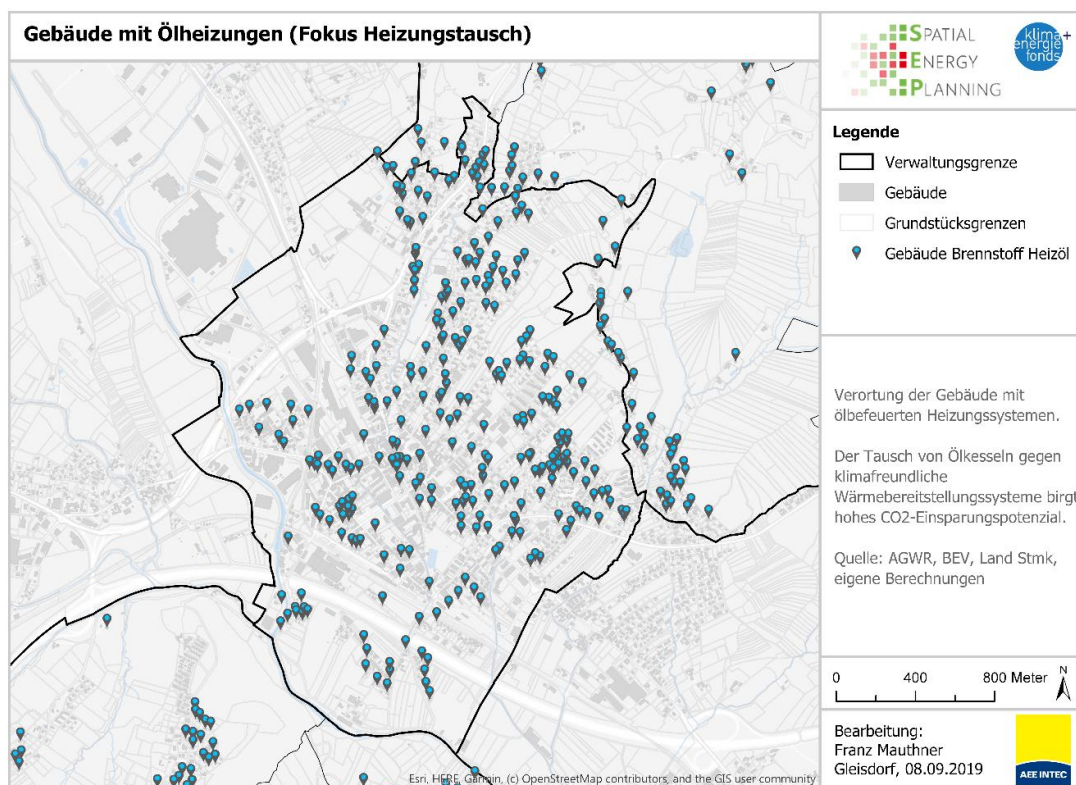 Gebäude mit Ölheizungen (Fokus Heizungstausch)
SPATIAL
ENERGY
PLANNING
klima+
energie
fonds
Legende
Verwaltungsgrenze
Gebäude
Grundstücksgrenzen
Gebäude Brennstoff Heizöl
Raab
Verortung der Gebäude mit
ölbefeuerten Heizungssystemen.
Der Tausch von Ölkesseln gegen
klimafreundliche
Wärmebereitstellungssysteme birgt
hohes CO2-Einsparungspotenzial.
Quelle: AGWR, BEV, Land Stmk,
eigene Berechnungen
0 400 800 Meter
N
Bearbeitung:
Franz Mauthner
Gleisdorf, 08.09.2019
AEE INTEC
Esri, HERE, Garmin, (c) OpenStreetMap contributors, and the GIS user community